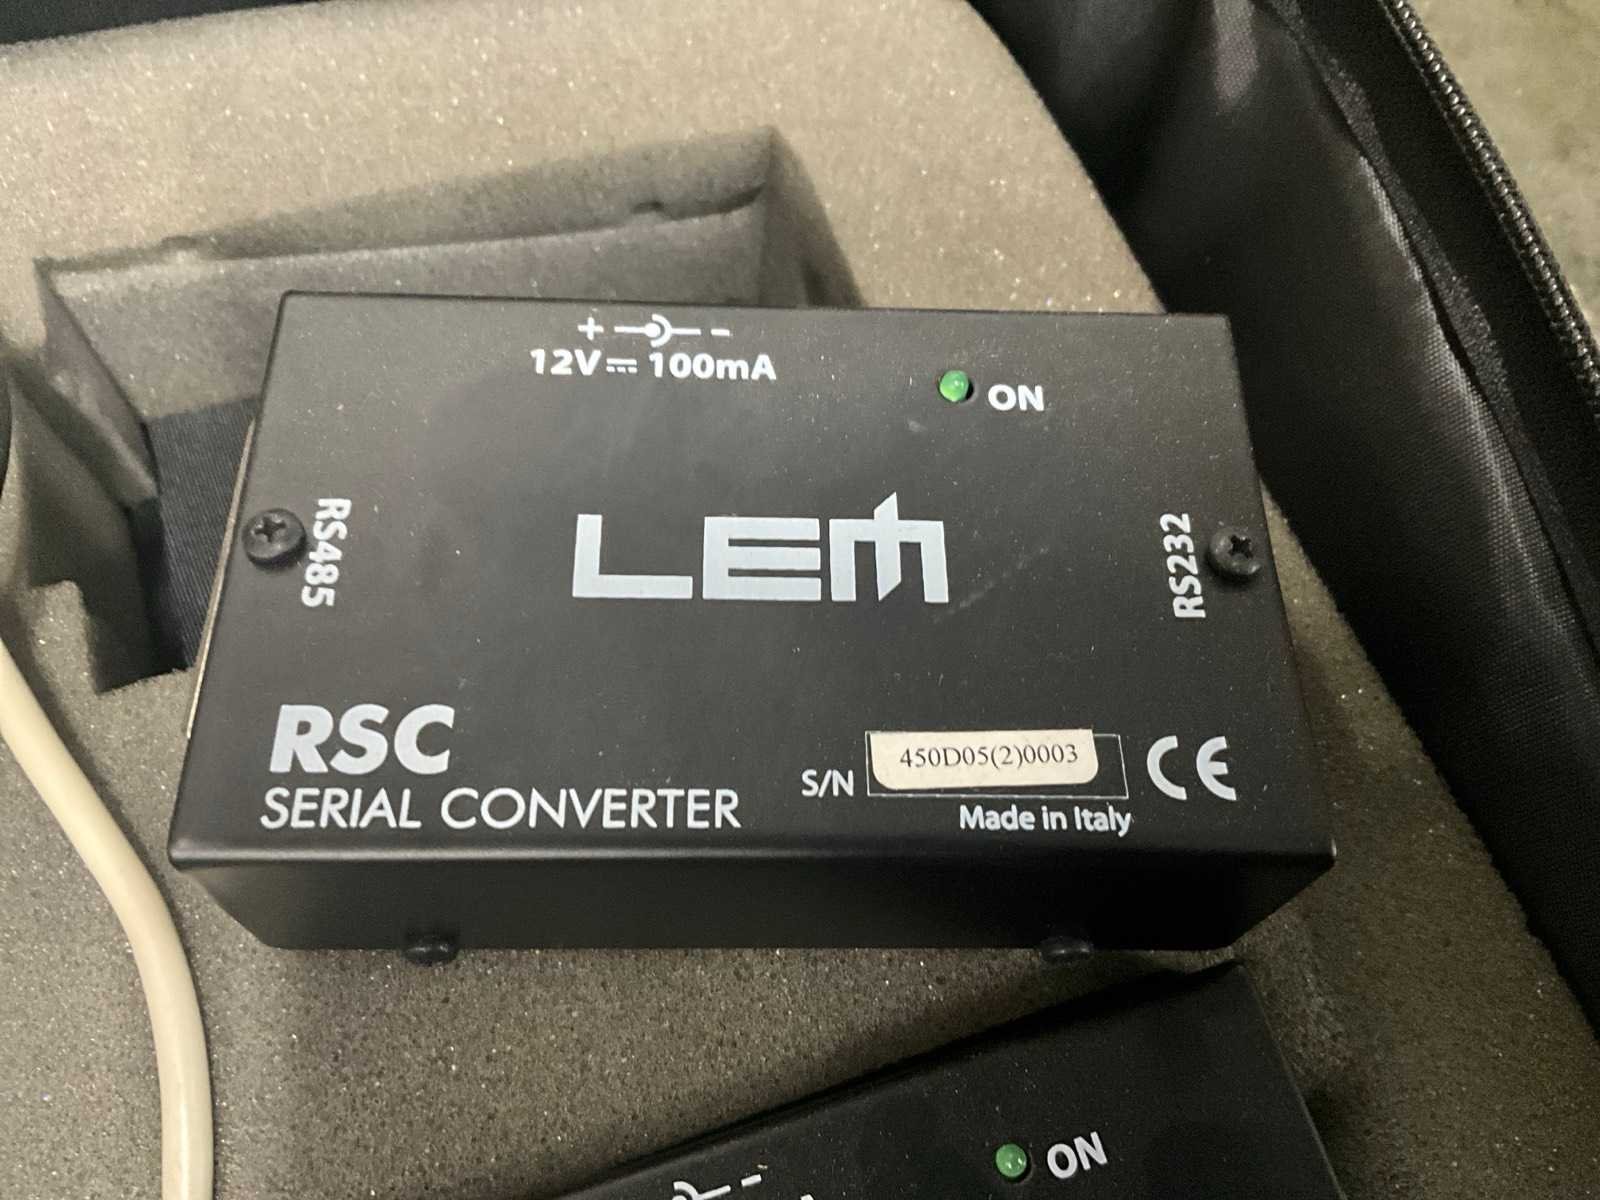 + -
12V 100mA
ON
RS485
LEM
RS232
RSC
SERIAL CONVERTER
S/N 450D05(2)0003
CE
Made in Italy
ON
-